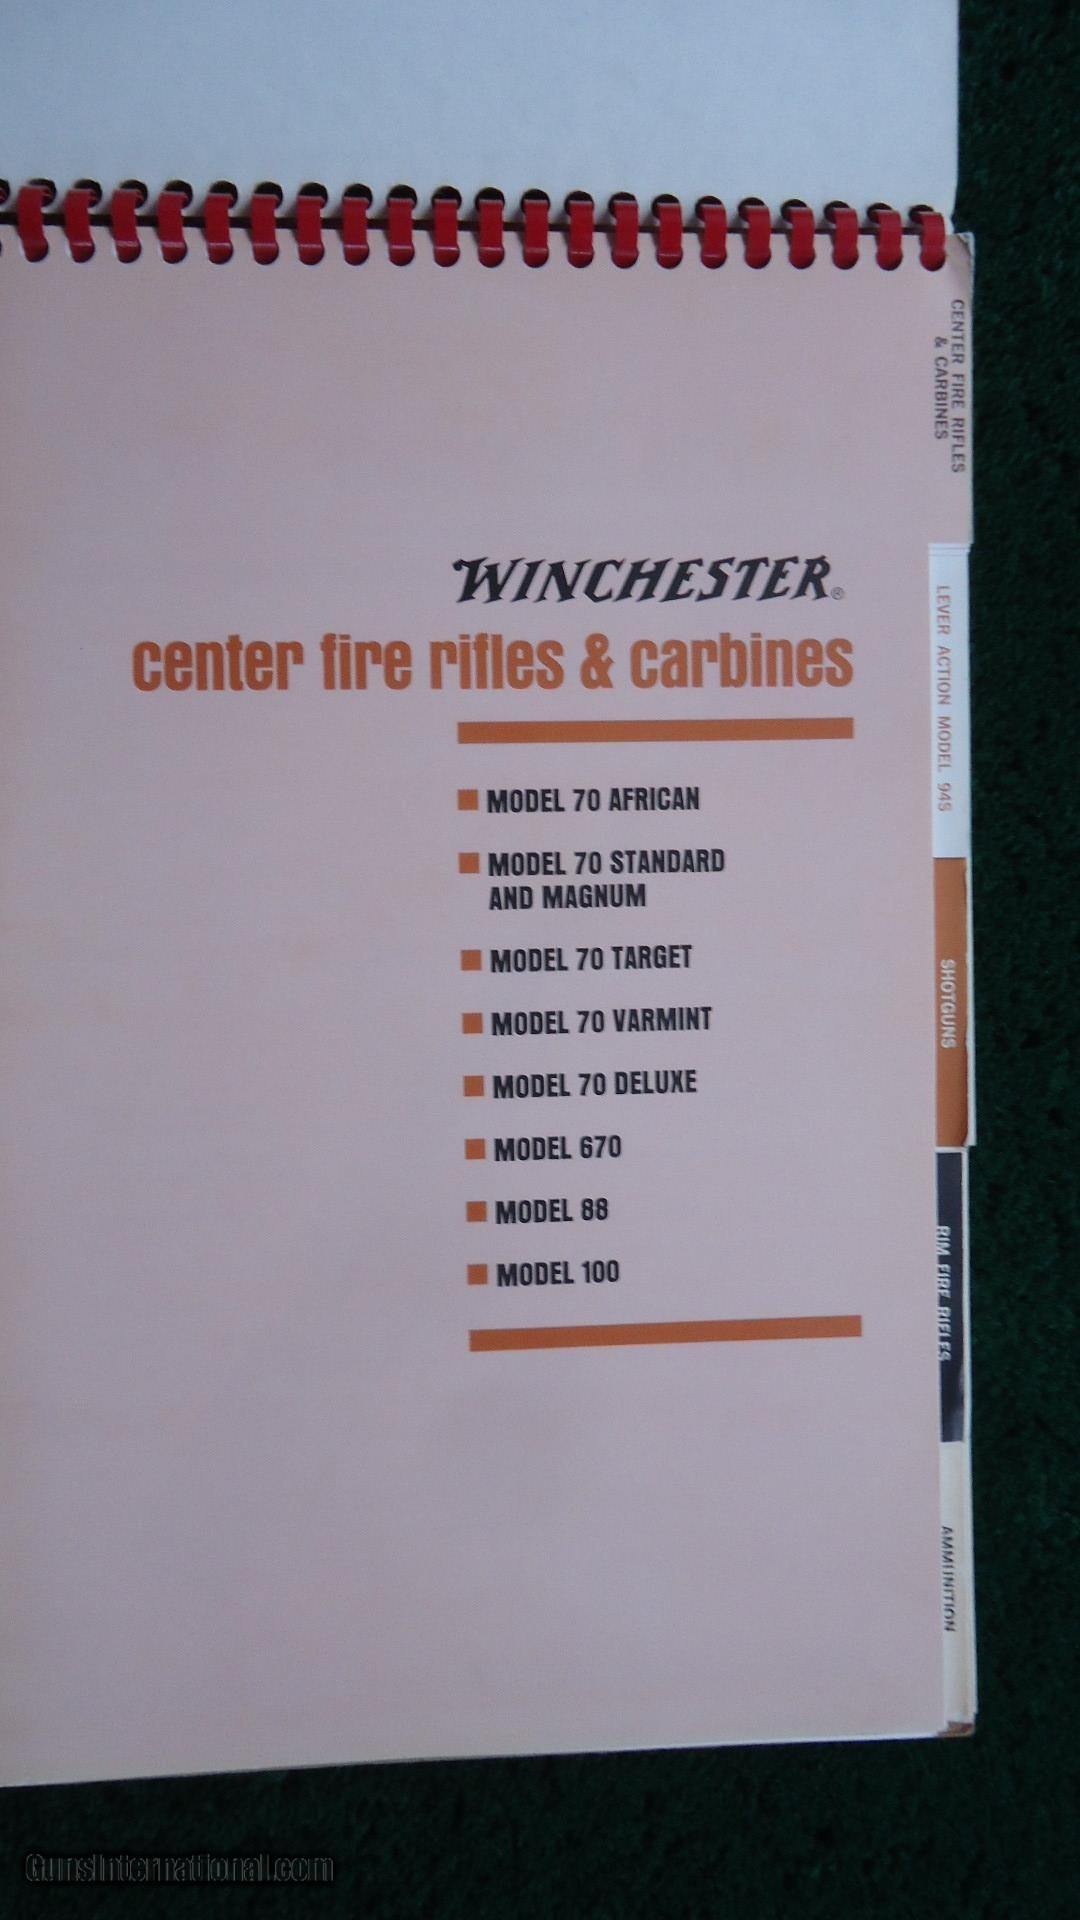 WINCHESTER®
center fire rifles & carbines
MODEL 70 AFRICAN
MODEL 70 STANDARD
AND MAGNUM
MODEL 70 TARGET
MODEL 70 VARMINT
MODEL 70 DELUXE
MODEL 670
MODEL 88
MODEL 100
CENTER FIRE RIFLES
& CARBINES
LEVER ACTION MODEL 94S
SHOTGUNS
RIM FIRE RIFLES
AMMUNITION
GunsInternational.com